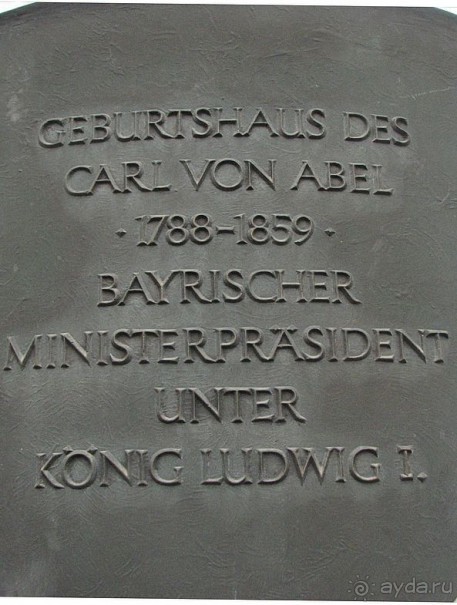 GEBURTSHAUS DES
CARL VON ABEL
· 1788–1859 ·
BAYRISCHER
MINISTERPRÄSIDENT
UNTER
KÖNIG LUDWIG I.
ayda.ru